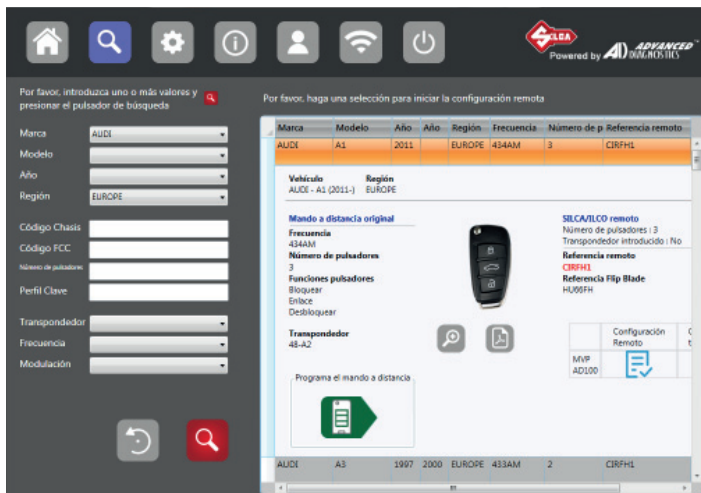 SILCA
Powered by AD ADVANCED DIAGNOSTICS
Por favor, introduzca uno o más valores y
presionar el pulsador de búsqueda
Marca AUDI
Modelo
Año
Región EUROPE
Código Chasis
Código FCC
Número de pulsadores
Perfil Clave
Transpondedor
Frecuencia
Modulación
Por favor, haga una selección para iniciar la configuración remota
Marca Modelo Año Año Región Frecuencia Número de p Referencia remoto
AUDI A1 2011 EUROPE 434AM 3 CIRFH1
Vehículo Región
AUDI - A1 (2011-) EUROPE
Mando a distancia original
Frecuencia
434AM
Número de pulsadores
3
Funciones pulsadores
Bloquear
Enlace
Desbloquear
Transpondedor
48-A2
Programa el mando a distancia
SILCA/ILCO remoto
Número de pulsadores : 3
Transpondedor introducido : No
Referencia remoto
CIRFH1
Referencia Flip Blade
HU66FH
Configuración
Remoto
MVP
AD100
AUDI A3 1997 2000 EUROPE 433AM 2 CIRFH1